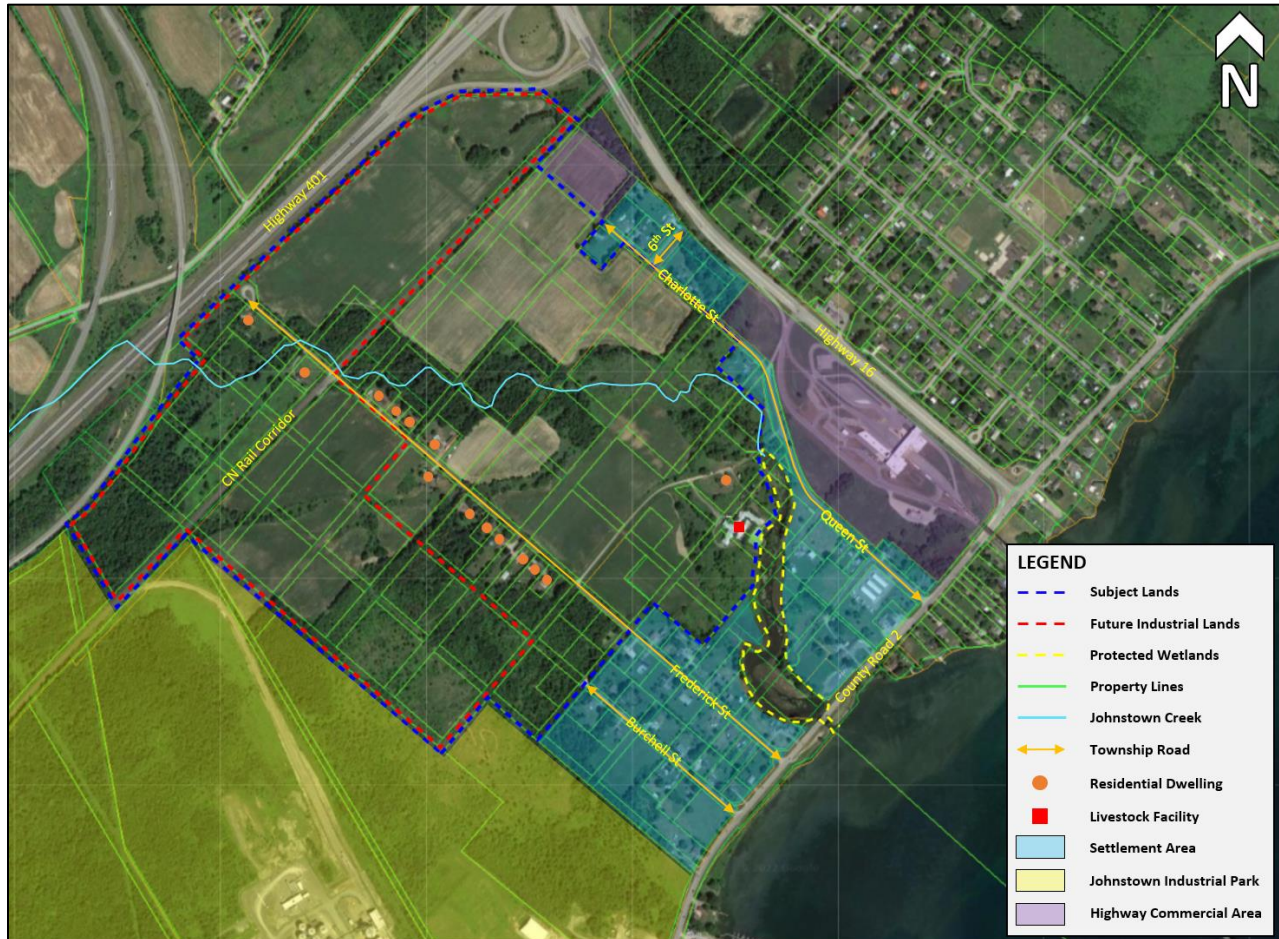 N
Highway 401
6th St
Charlotte St
Highway 16
CN Rail Corridor
Queen St
County Road 2
Frederick St
Burchell St
LEGEND
Subject Lands
Future Industrial Lands
Protected Wetlands
Property Lines
Johnstown Creek
Township Road
Residential Dwelling
Livestock Facility
Settlement Area
Johnstown Industrial Park
Highway Commercial Area